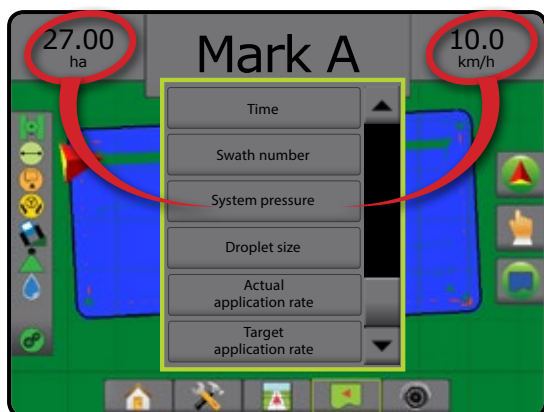 27.00
ha
Mark A
10.0
km/h
Time
Swath number
System pressure
Droplet size
Actual
application rate
Target
application rate